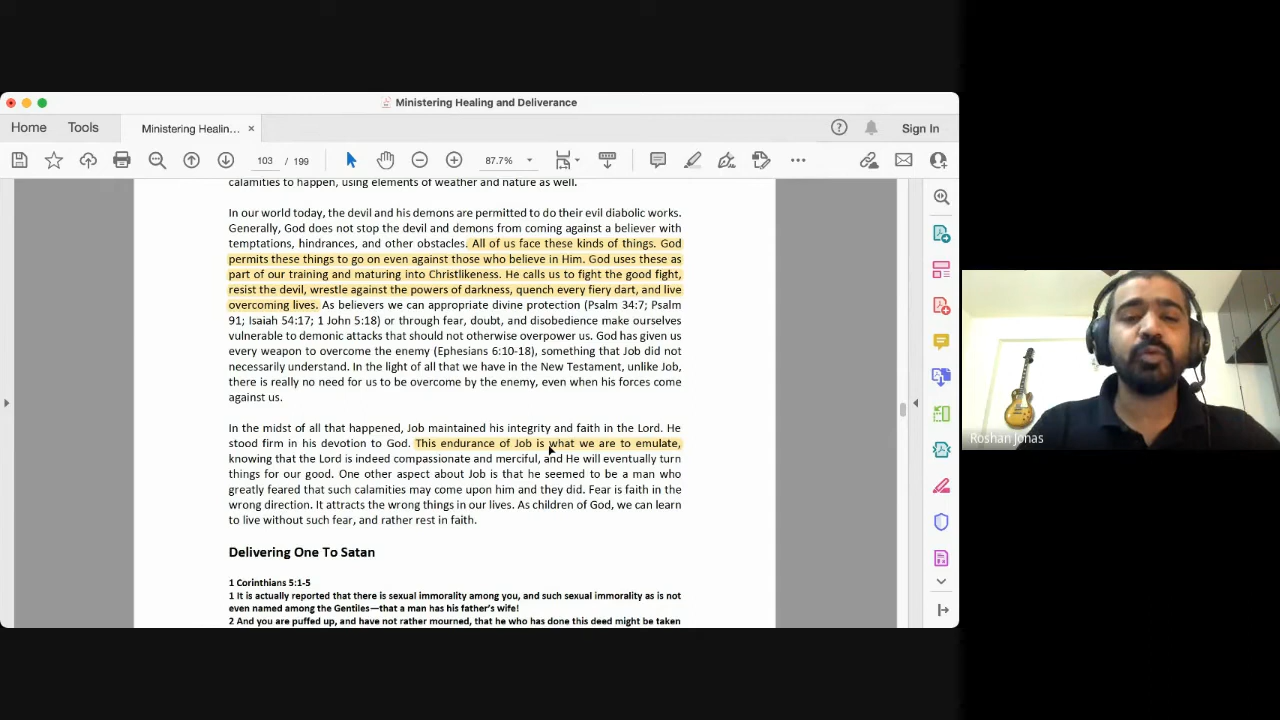 Ministering Healing and Deliverance
Home
Tools
Ministering Healin... ×
Sign In
103 / 199
87.7%
calamities to happen, using elements of weather and nature as well.
In our world today, the devil and his demons are permitted to do their evil diabolic works.
Generally, God does not stop the devil and demons from coming against a believer with
temptations, hindrances, and other obstacles. All of us face these kinds of things. God
permits these things to go on even against those who believe in Him. God uses these as
part of our training and maturing into Christlikeness. He calls us to fight the good fight,
resist the devil, wrestle against the powers of darkness, quench every fiery dart, and live
overcoming lives. As believers we can appropriate divine protection (Psalm 34:7; Psalm
91; Isaiah 54:17; 1 John 5:18) or through fear, doubt, and disobedience make ourselves
vulnerable to demonic attacks that should not otherwise overpower us. God has given us
every weapon to overcome the enemy (Ephesians 6:10-18), something that Job did not
necessarily understand. In the light of all that we have in the New Testament, unlike Job,
there is really no need for us to be overcome by the enemy, even when his forces come
against us.
In the midst of all that happened, Job maintained his integrity and faith in the Lord. He
stood firm in his devotion to God. This endurance of Job is what we are to emulate,
knowing that the Lord is indeed compassionate and merciful, and He will eventually turn
things for our good. One other aspect about Job is that he seemed to be a man who
greatly feared that such calamities may come upon him and they did. Fear is faith in the
wrong direction. It attracts the wrong things in our lives. As children of God, we can learn
to live without such fear, and rather rest in faith.
Delivering One To Satan
1 Corinthians 5:1-5
1 It is actually reported that there is sexual immorality among you, and such sexual immorality as is not
even named among the Gentiles—that a man has his father's wife!
2 And you are puffed up, and have not rather mourned, that he who has done this deed might be taken
Roshan Jonas